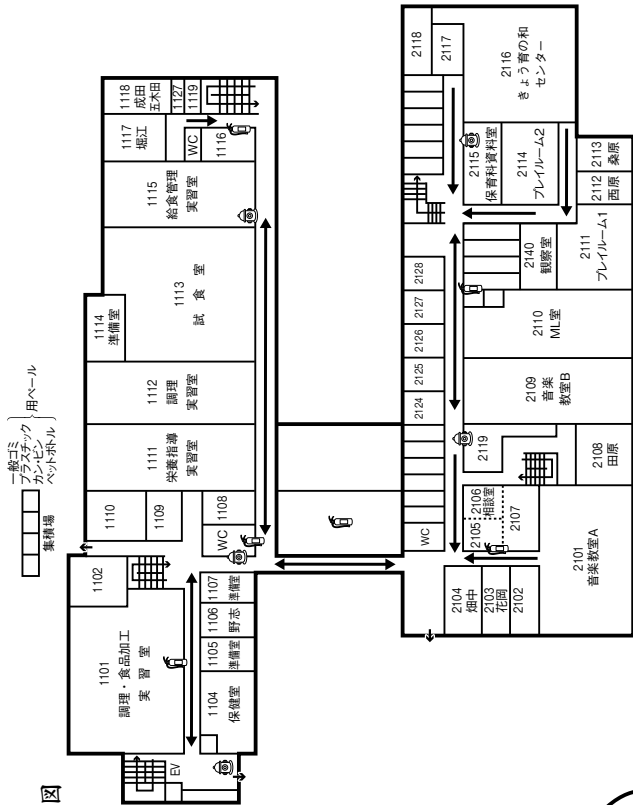 図
一般ゴミ
プラスチック
カン・ビン
ペットボトル
用ペール
集積場
1101
調理・食品加工
実習室
1102
EV
1104
保健室
1105
準備室
1106
野志
1107
準備室
WC
1108
1109
1110
1111
栄養指導
実習室
1112
調理
実習室
1114
準備室
1113
試食室
1115
給食管理
実習室
WC
1116
1117
堀江
1118
成田
五木田
1127
1119
2101
音楽教室A
2102
2103
花岡
2104
畑中
2105
2106
相談室
2107
WC
2108
田原
2119
2109
音楽
教室B
2124
2125
2126
2127
2128
2110
ML室
2140
観察室
2111
プレイルーム1
2112
西原
2113
桑原
2114
プレイルーム2
2115
保育科資料室
2116
きょう育の和
センター
2117
2118